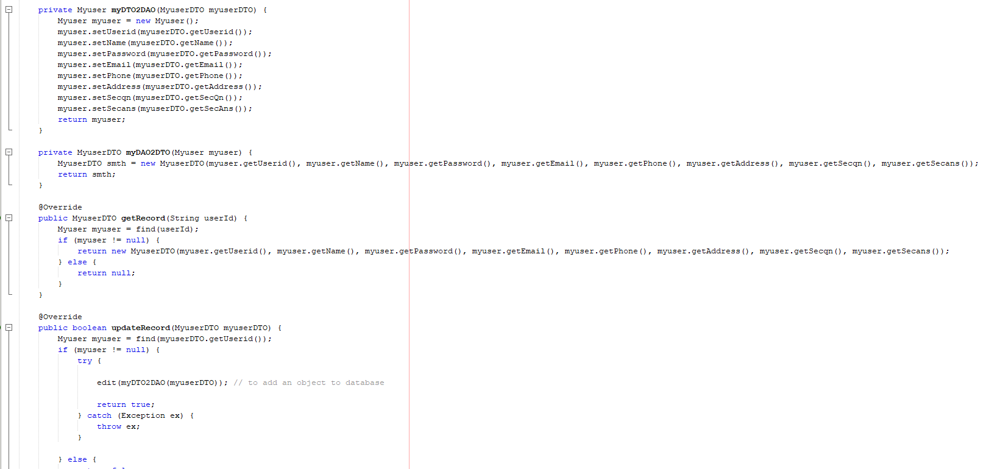 private Myuser myDTO2DAO(MyuserDTO myuserDTO) {
Myuser myuser = new Myuser();
myuser.setUserid(myuserDTO.getUserid());
myuser.setName(myuserDTO.getName());
myuser.setPassword(myuserDTO.getPassword());
myuser.setEmail(myuserDTO.getEmail());
myuser.setPhone(myuserDTO.getPhone());
myuser.setAddress(myuserDTO.getAddress());
myuser.setSecqn(myuserDTO.getSecQn());
myuser.setSecans(myuserDTO.getSecAns());
return myuser;
}
private MyuserDTO myDAO2DTO(Myuser myuser) {
MyuserDTO smth = new MyuserDTO(myuser.getUserid(), myuser.getName(), myuser.getPassword(), myuser.getEmail(), myuser.getPhone(), myuser.getAddress(), myuser.getSecqn(), myuser.getSecans());
return smth;
}
@Override
public MyuserDTO getRecord(String userId) {
Myuser myuser = find(userId);
if (myuser != null) {
return new MyuserDTO(myuser.getUserid(), myuser.getName(), myuser.getPassword(), myuser.getEmail(), myuser.getPhone(), myuser.getAddress(), myuser.getSecqn(), myuser.getSecans());
} else {
return null;
}
}
@Override
public boolean updateRecord(MyuserDTO myuserDTO) {
Myuser myuser = find(myuserDTO.getUserid());
if (myuser != null) {
try {
edit(myDTO2DAO(myuserDTO)); // to add an object to database
return true;
} catch (Exception ex) {
throw ex;
}
} else {